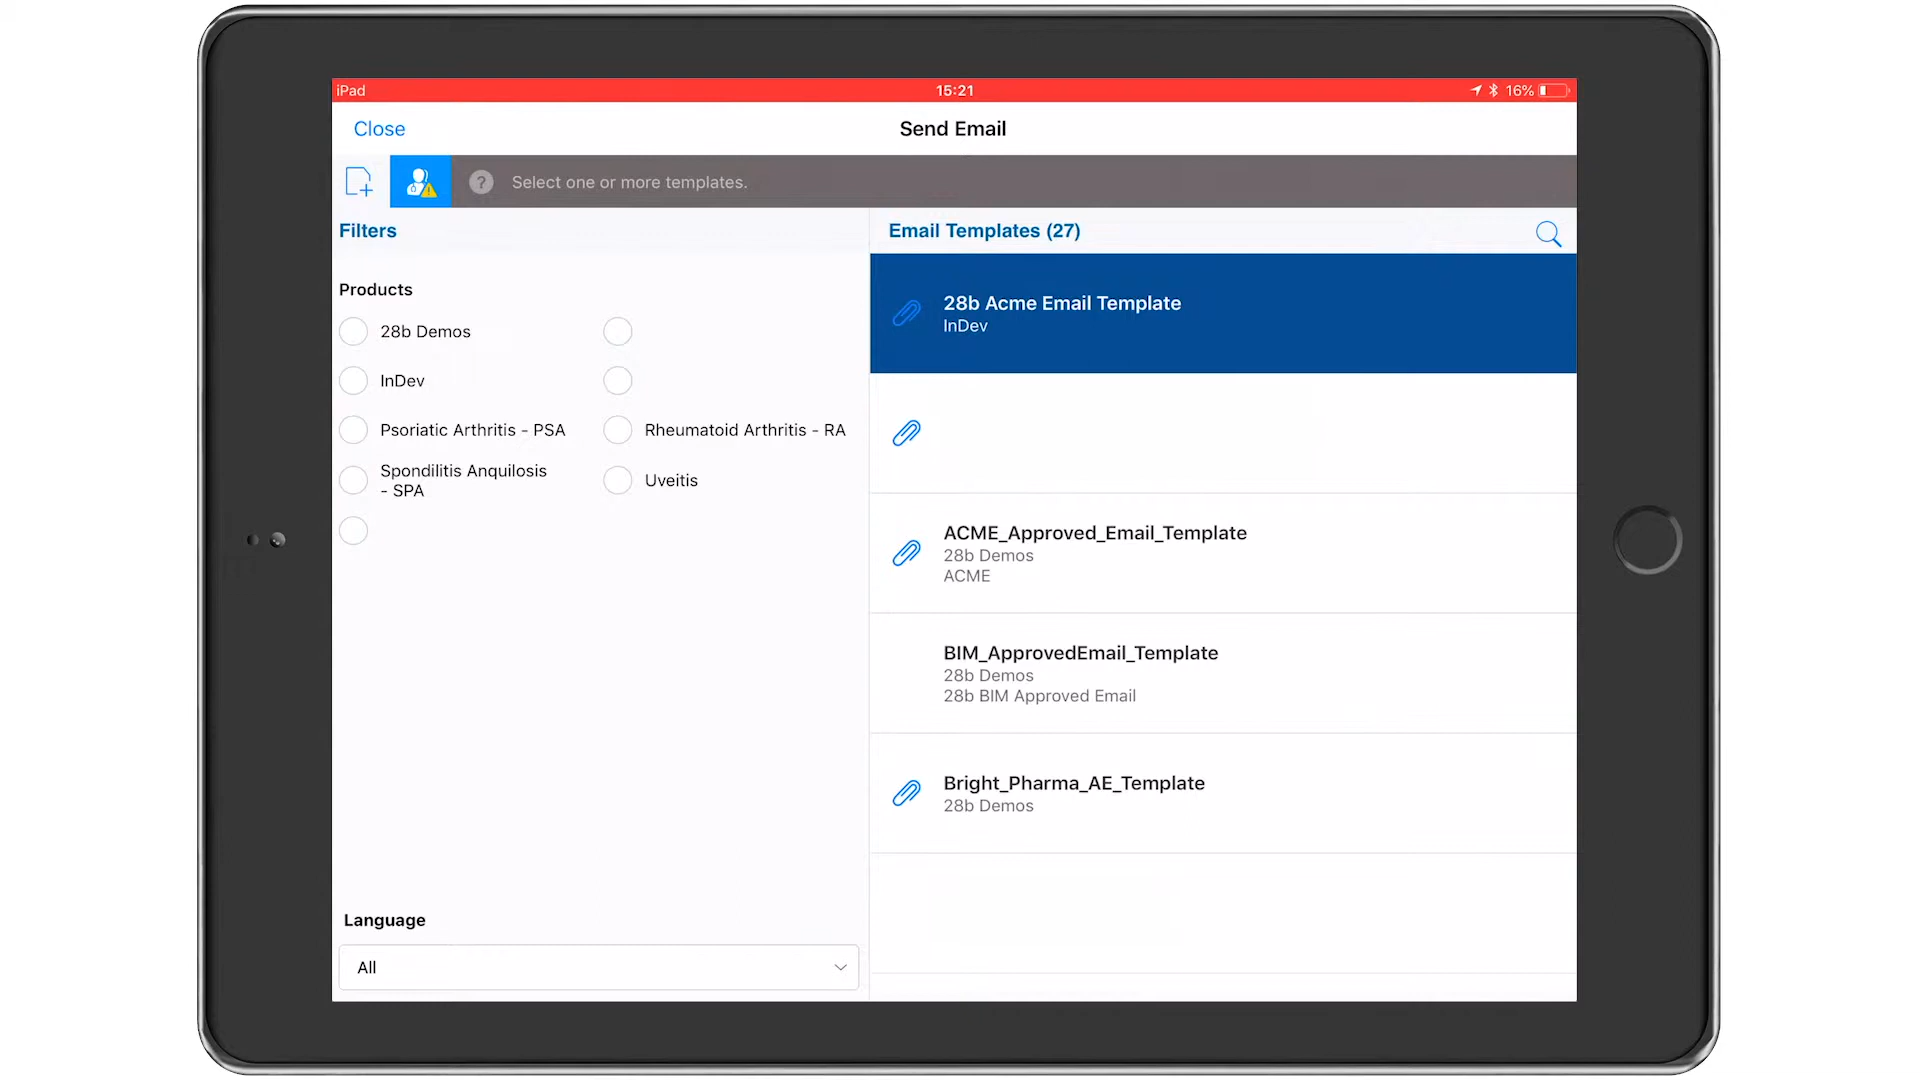 iPad 15:21 16%
Close Send Email
? Select one or more templates.
Filters
Email Templates (27)
Products
28b Demos
InDev
Psoriatic Arthritis - PSA
Rheumatoid Arthritis - RA
Spondilitis Anquilosis
- SPA
Uveitis
Language
All
28b Acme Email Template
InDev
ACME_Approved_Email_Template
28b Demos
ACME
BIM_ApprovedEmail_Template
28b Demos
28b BIM Approved Email
Bright_Pharma_AE_Template
28b Demos